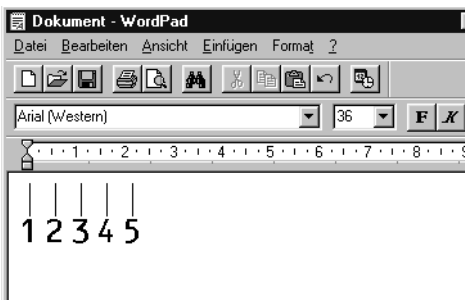 Dokument - WordPad
Datei Bearbeiten Ansicht Einfügen Format ?
Arial (Western) 36 F K
1 2 3 4 5 6 7 8 9
1 2 3 4 5